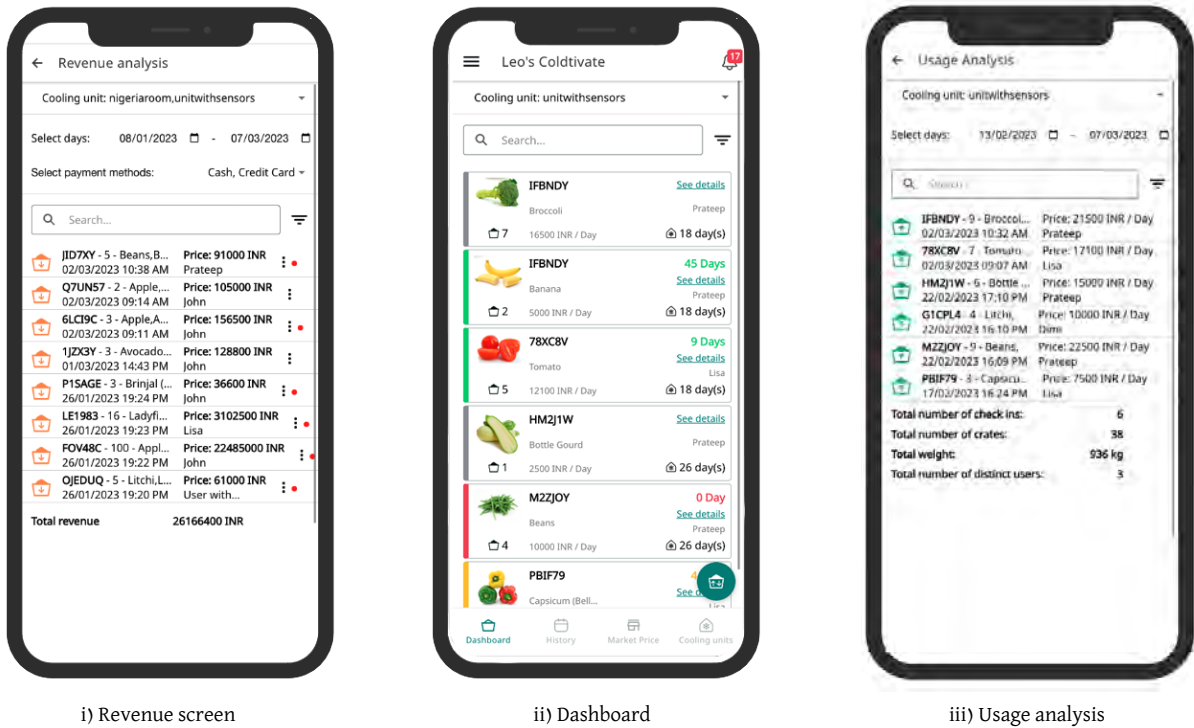 Revenue analysis
Cooling unit: nigeriaroom,unitwithsensors
Select days: 08/01/2023 - 07/03/2023
Select payment methods: Cash, Credit Card
Search...
JID7XY - 5 - Beans,B... Price: 91000 INR
02/03/2023 10:38 AM Prateep
Q7UN57 - 2 - Apple,... Price: 105000 INR
02/03/2023 09:14 AM John
6LCI9C - 3 - Apple,A... Price: 156500 INR
02/03/2023 09:11 AM John
1JZX3Y - 3 - Avocado... Price: 128800 INR
01/03/2023 14:43 PM John
P1SAGE - 3 - Brinjal (... Price: 36600 INR
26/01/2023 19:24 PM John
LE1983 - 16 - Ladyfi... Price: 3102500 INR
26/01/2023 19:23 PM Lisa
FOV48C - 100 - Appl... Price: 22485000 INR
26/01/2023 19:22 PM John
OJEDUQ - 5 - Litchi,L... Price: 61000 INR
26/01/2023 19:20 PM User with...
Total revenue 26166400 INR
i) Revenue screen
Leo's Coldtivate 17
Cooling unit: unitwithsensors
Search...
IFBNDY See details
Broccoli Prateep
7 16500 INR / Day 18 day(s)
IFBNDY 45 Days
See details
Banana Prateep
2 5000 INR / Day 18 day(s)
78XC8V 9 Days
See details
Tomato Lisa
5 12100 INR / Day 18 day(s)
HM2J1W See details
Bottle Gourd Prateep
1 2500 INR / Day 26 day(s)
M2ZJOY 0 Day
See details
Beans Prateep
4 10000 INR / Day 26 day(s)
PBIF79 4
See d
Capsicum (Bell... Lisa
Dashboard History Market Price Cooling units
ii) Dashboard
Usage Analysis
Cooling unit: unitwithsensors
Select days: 13/02/2023 - 07/03/2023
Search...
IFBNDY - 9 - Broccol... Price: 21500 INR / Day
02/03/2023 10:32 AM Prateep
78XC8V - 7 - Tomato Price: 17100 INR / Day
02/03/2023 09:07 AM Lisa
HM2J1W - 6 - Bottle ... Price: 15000 INR / Day
22/02/2023 17:10 PM Prateep
G1CPL4 - 4 - Litchi, Price: 10000 INR / Day
22/02/2023 16:10 PM Dimi
M2ZJOY - 9 - Beans, Price: 22500 INR / Day
22/02/2023 16:09 PM Prateep
PBIF79 - 3 - Capsicu... Price: 7500 INR / Day
17/02/2023 16:24 PM Lisa
Total number of check ins: 6
Total number of crates: 38
Total weight: 936 kg
Total number of distinct users: 3
iii) Usage analysis